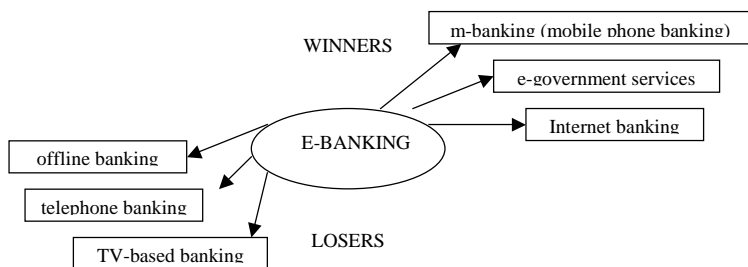 WINNERS
m-banking (mobile phone banking)
e-government services
Internet banking
E-BANKING
offline banking
telephone banking
TV-based banking
LOSERS